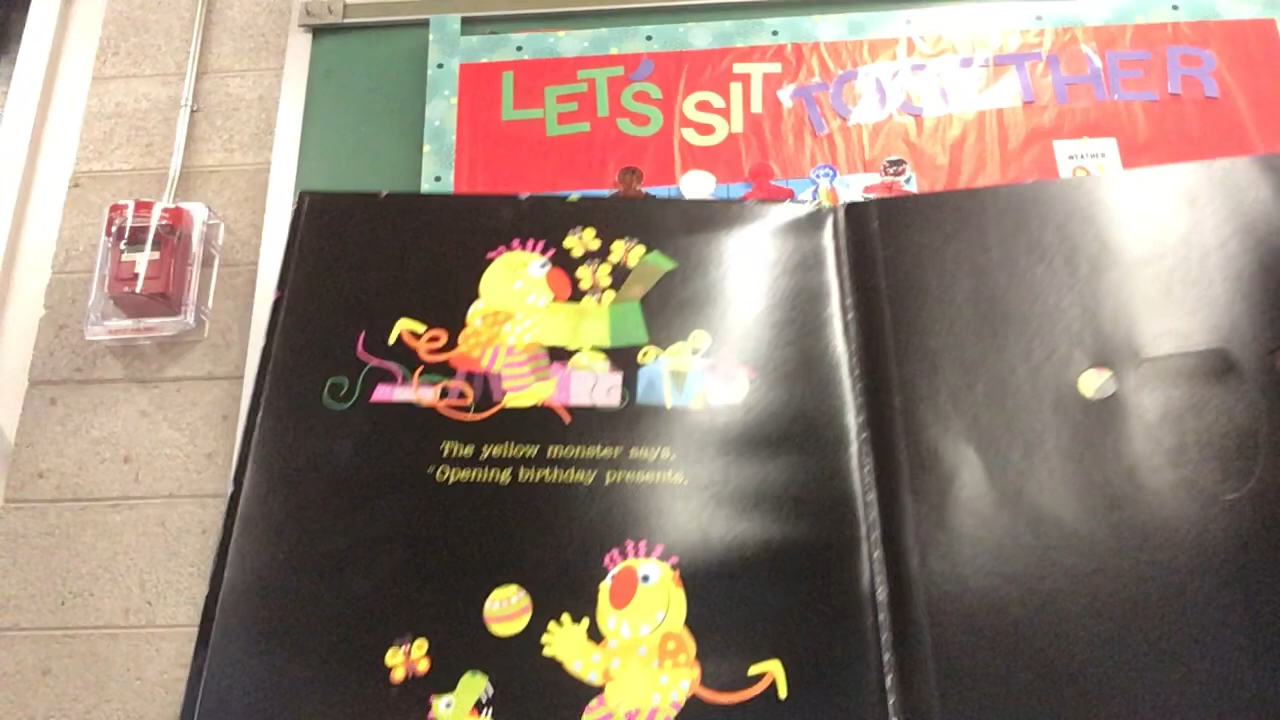 LET'S SIT TOGETHER
WEATHER
The yellow monster says,
"Opening birthday presents,